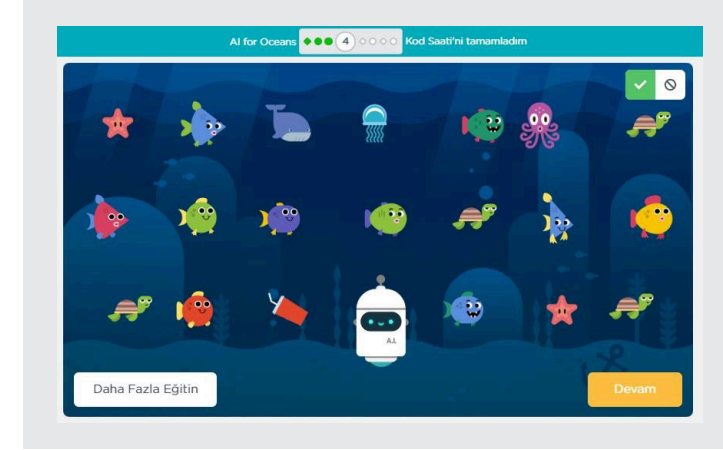 AI for Oceans 4 Kod Saati'ni tamamladım
A.I.
Daha Fazla Eğitin
Devam